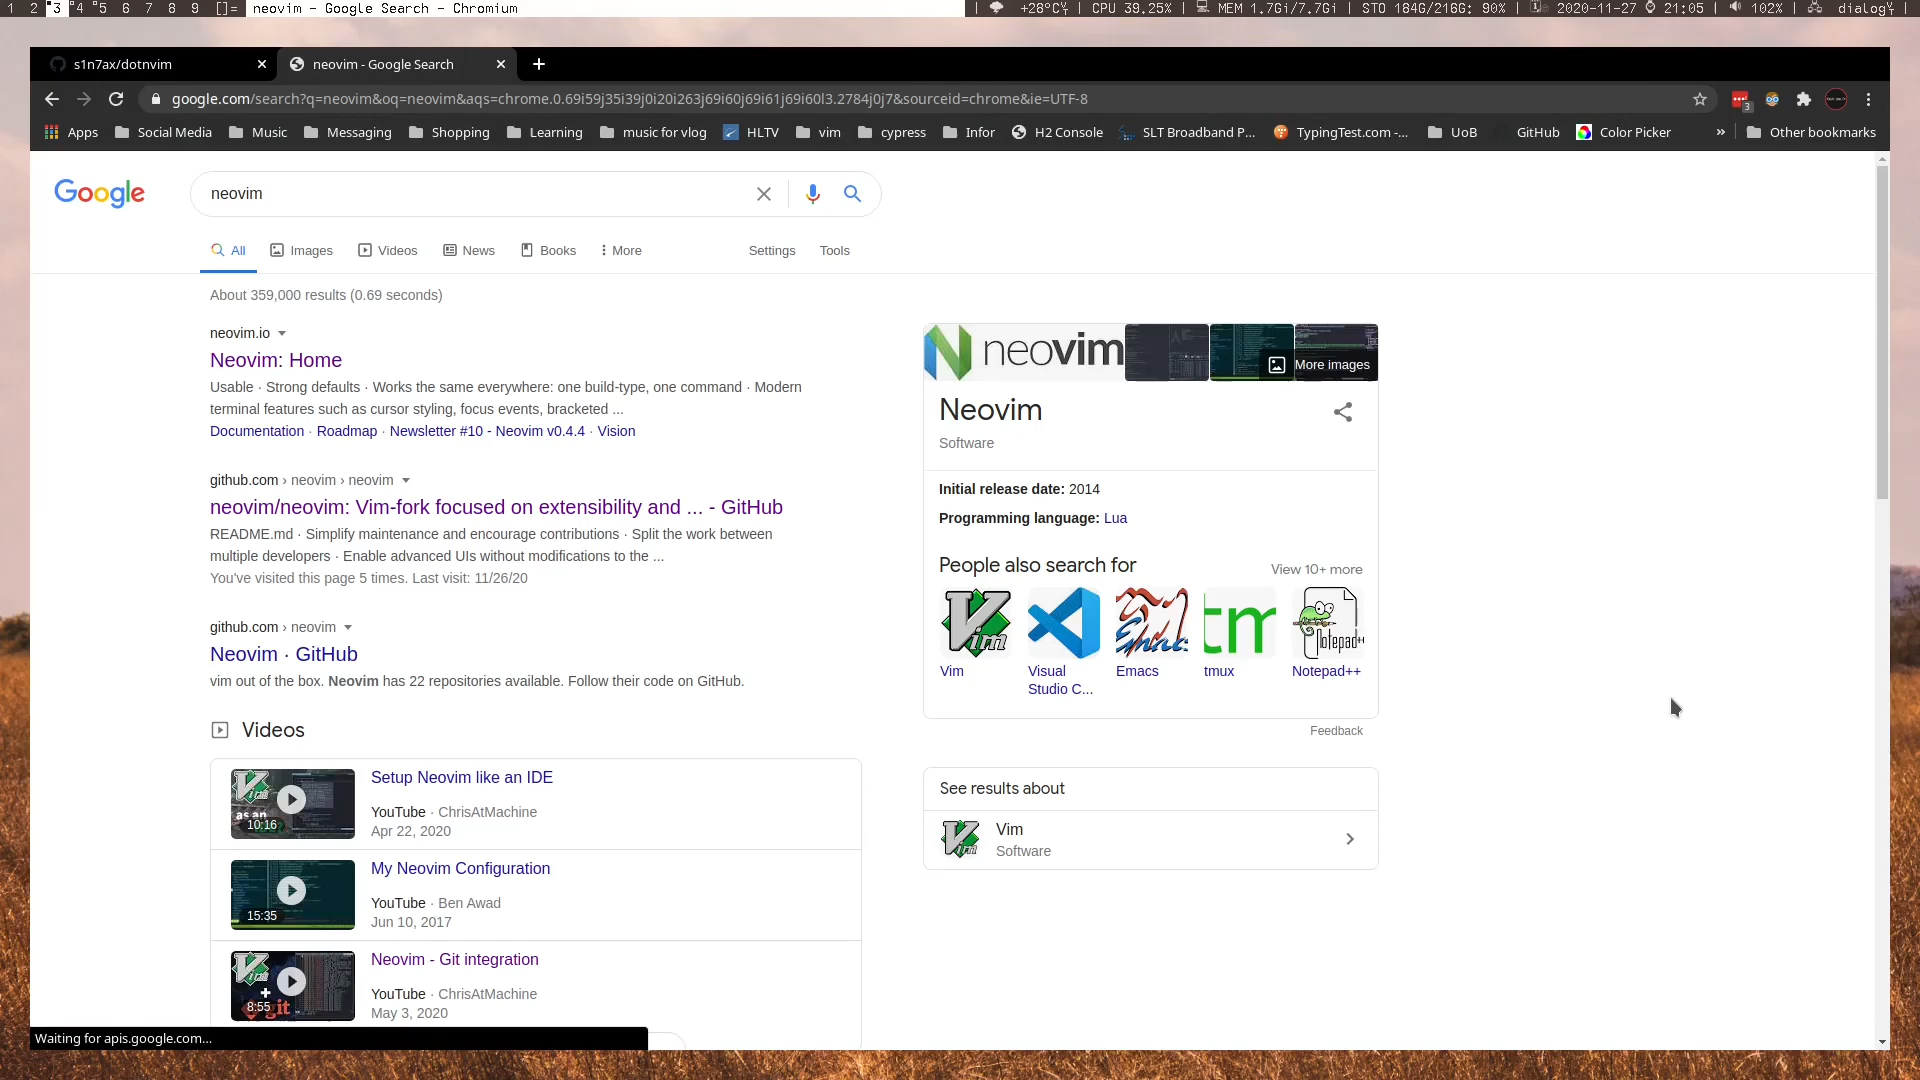 1 2 3 4 5 6 7 8 9 []= neovim - Google Search - Chromium
| +28°C | CPU 39.25% | MEM 1.7Gi/7.7Gi | STO 184G/216G: 90% | 2020-11-27 21:05 | 102% | dialog |
s1n7ax/dotnvim
neovim - Google Search
google.com/search?q=neovim&oq=neovim&aqs=chrome.0.69i59j35i39j0i20i263j69i60j69i61j69i60l3.2784j0j7&sourceid=chrome&ie=UTF-8
3
Apps Social Media Music Messaging Shopping Learning music for vlog HLTV vim cypress Infor H2 Console SLT Broadband P... TypingTest.com -... UoB GitHub Color Picker » Other bookmarks
Google
neovim
All Images Videos News Books More Settings Tools
About 359,000 results (0.69 seconds)
neovim.io
Neovim: Home
Usable · Strong defaults · Works the same everywhere: one build-type, one command · Modern
terminal features such as cursor styling, focus events, bracketed ...
Documentation · Roadmap · Newsletter #10 - Neovim v0.4.4 · Vision
github.com › neovim › neovim
neovim/neovim: Vim-fork focused on extensibility and ... - GitHub
README.md · Simplify maintenance and encourage contributions · Split the work between
multiple developers · Enable advanced UIs without modifications to the ...
You've visited this page 5 times. Last visit: 11/26/20
github.com › neovim
Neovim · GitHub
vim out of the box. Neovim has 22 repositories available. Follow their code on GitHub.
Videos
as an
10:16
Setup Neovim like an IDE
YouTube · ChrisAtMachine
Apr 22, 2020
15:35
My Neovim Configuration
YouTube · Ben Awad
Jun 10, 2017
+
git
8:55
Neovim - Git integration
YouTube · ChrisAtMachine
May 3, 2020
neovim
More images
Neovim
Software
Initial release date: 2014
Programming language: Lua
People also search for
View 10+ more
Vim Emacs tm Notepad++
Vim
Visual
Studio C...
Emacs
tmux
Notepad++
Feedback
See results about
Vim
Software
Waiting for apis.google.com...